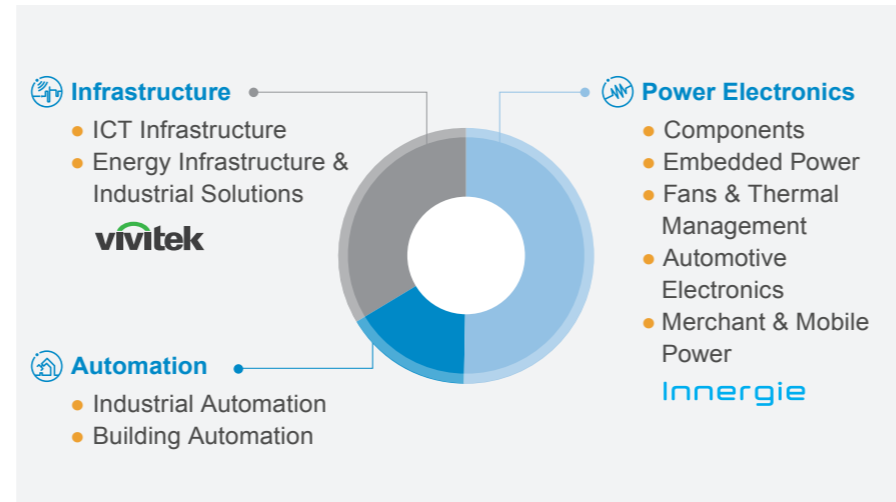 Infrastructure
ICT Infrastructure
Energy Infrastructure &
Industrial Solutions
vivitek
Automation
Industrial Automation
Building Automation
Power Electronics
Components
Embedded Power
Fans & Thermal
Management
Automotive
Electronics
Merchant & Mobile
Power
Innergie